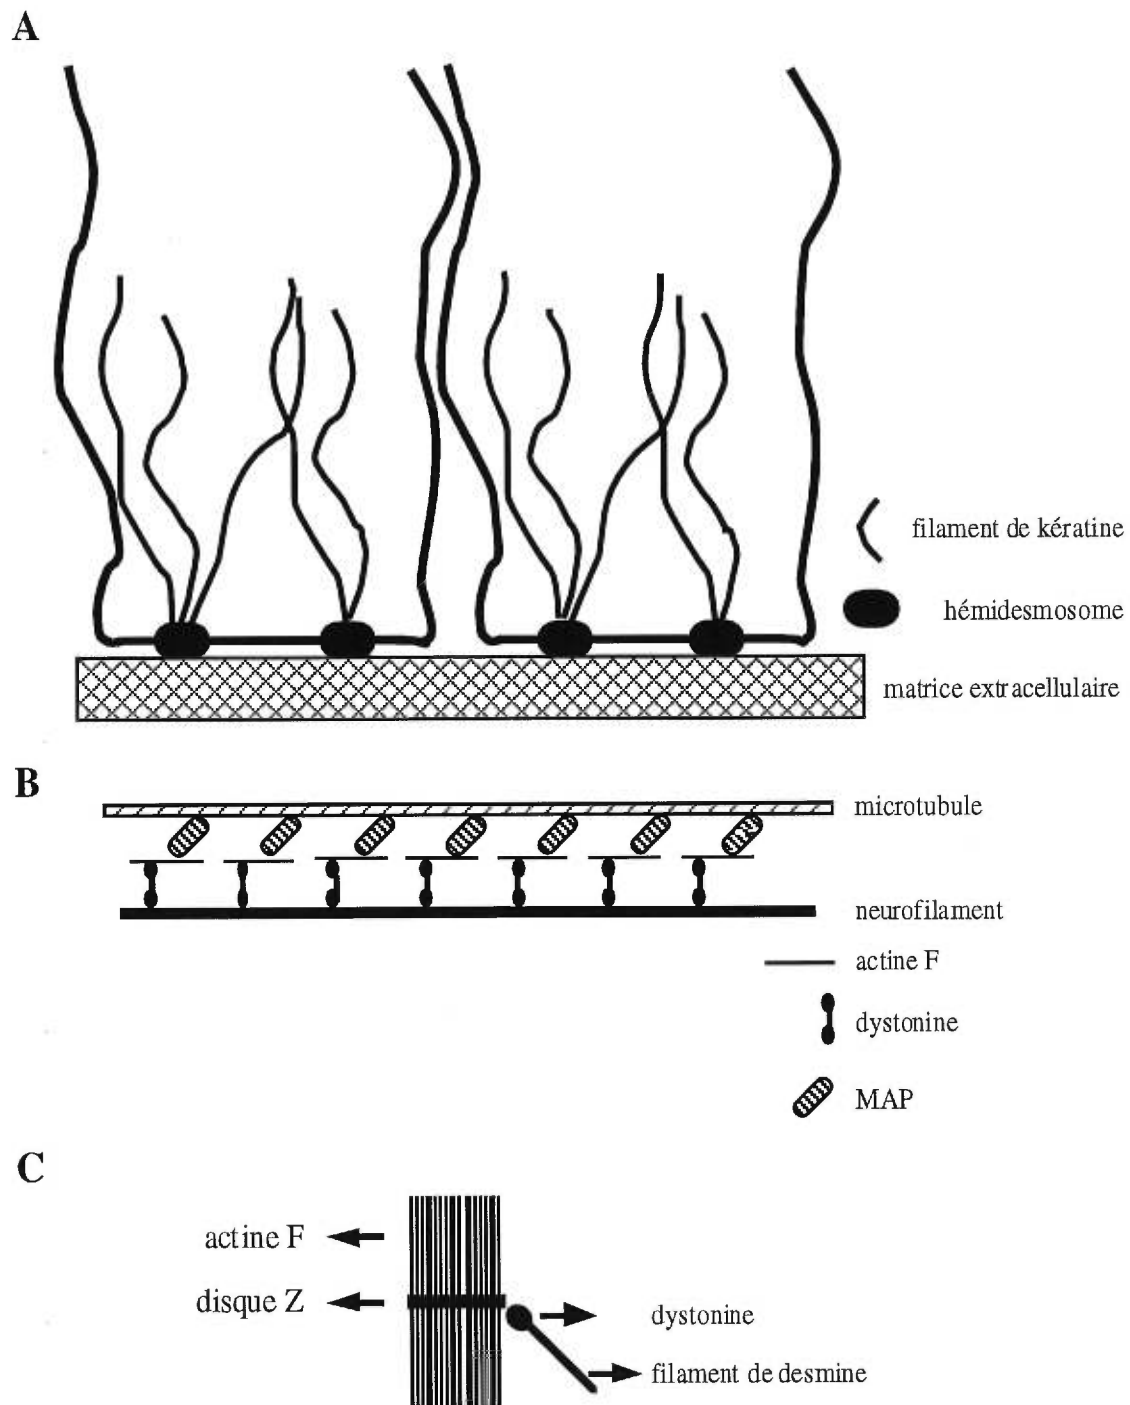 A
filament de kératine
hémidesmosome
matrice extracellulaire
B
microtubule
neurofilament
actine F
dystonine
MAP
C
actine F
disque Z
dystonine
filament de desmine